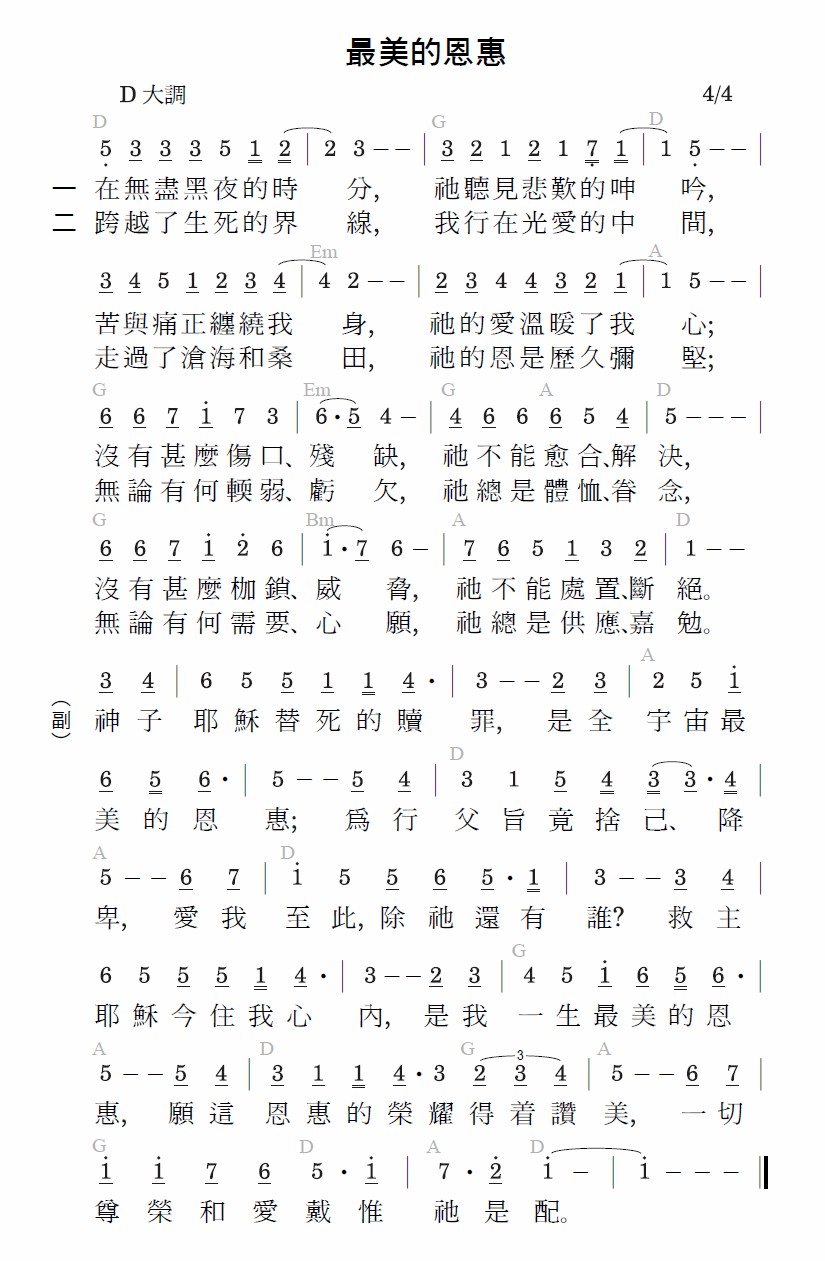 最美的恩惠
D 大調 4/4
D G D
5 3 3 3 5 1 2 | 2 3 – – | 3 2 1 2 1 7 1 | 1 5 – – |
一 在無盡黑夜的時 分, 祂聽見悲歎的呻 吟,
二 跨越了生死的界 線, 我行在光愛的中 間,
Em A
3 4 5 1 2 3 4 | 4 2 – – | 2 3 4 4 3 2 1 | 1 5 – – |
苦與痛正纏繞我 身, 祂的愛溫暖了我 心;
走過了滄海和桑 田, 祂的恩是歷久彌 堅;
G Em G A D
6 6 7 1 7 3 | 6 · 5 4 – | 4 6 6 6 5 4 | 5 – – – |
沒有甚麼傷口、殘 缺, 祂不能愈合、解 決,
無論有何輭弱、虧 欠, 祂總是體恤、眷 念,
G Bm A D
6 6 7 1 2 6 | 1 · 7 6 – | 7 6 5 1 3 2 | 1 – –
沒有甚麼枷鎖、威 脅, 祂不能處置、斷 絕。
無論有何需要、心 願, 祂總是供應、嘉 勉。
A
3 4 | 6 5 5 1 1 4 · | 3 – – 2 3 | 2 5 1
(副) 神子 耶穌替死的贖 罪, 是全 宇宙最
D
6 5 6 · | 5 – – 5 4 | 3 1 5 4 3 3 · 4 |
美的恩 惠; 爲行 父旨竟捨己、降
A D
5 – – 6 7 | 1 5 5 6 5 · 1 | 3 – – 3 4 |
卑, 愛我 至此, 除祂還有 誰? 救主
G
6 5 5 5 1 4 · | 3 – – 2 3 | 4 5 1 6 5 6 · |
耶穌今住我心 內, 是我 一生最美的恩
A D G 3 A
5 – – 5 4 | 3 1 1 4 · 3 2 3 4 | 5 – – 6 7 |
惠, 願這 恩惠的榮耀得着讚 美, 一切
G D A D
1 1 7 6 5 · 1 | 7 · 2 1 – | 1 – – – |
尊榮和愛戴惟 祂是配。